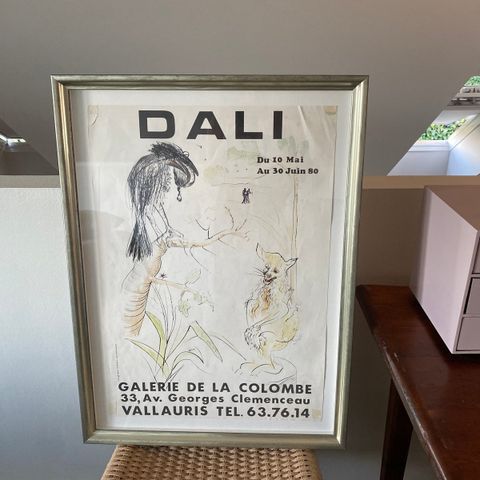 DALI
Du 10 Mai
Au 30 Juin 80
GALERIE DE LA COLOMBE
33, Av. Georges Clemenceau
VALLAURIS TEL. 63.76.14